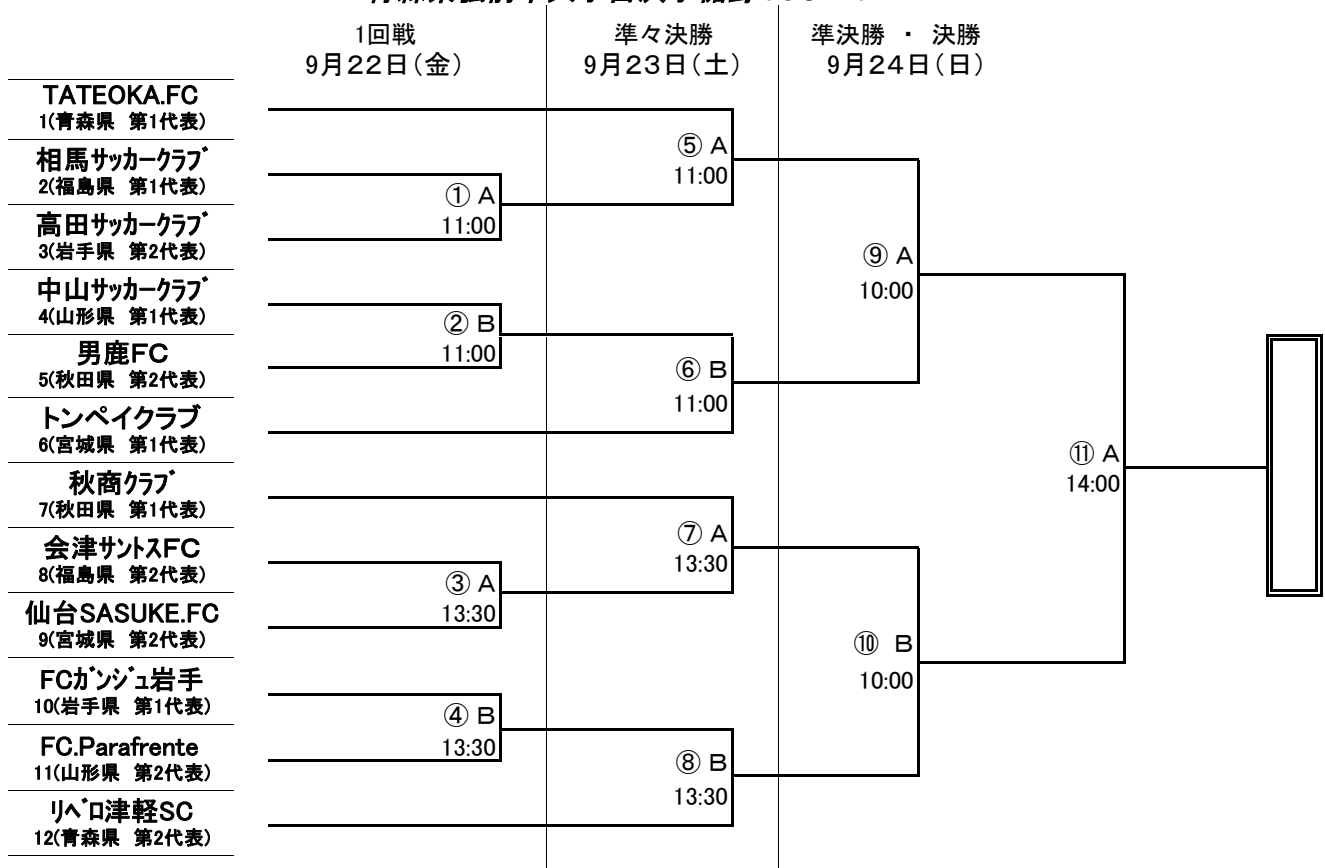 1回戦
9月22日(金)
準々決勝
9月23日(土)
準決勝 ・ 決勝
9月24日(日)
TATEOKA.FC
1(青森県 第1代表)
相馬ｻｯｶｰｸﾗﾌﾞ
2(福島県 第1代表)
高田ｻｯｶｰｸﾗﾌﾞ
3(岩手県 第2代表)
中山ｻｯｶｰｸﾗﾌﾞ
4(山形県 第1代表)
男鹿FC
5(秋田県 第2代表)
トンペイクラブ
6(宮城県 第1代表)
秋商ｸﾗﾌﾞ
7(秋田県 第1代表)
会津ｻﾝﾄｽFC
8(福島県 第2代表)
仙台SASUKE.FC
9(宮城県 第2代表)
FCｶﾞﾝｼﾞｭ岩手
10(岩手県 第1代表)
FC.Parafrente
11(山形県 第2代表)
ﾘﾍﾞﾛ津軽SC
12(青森県 第2代表)
① A
11:00
② B
11:00
③ A
13:30
④ B
13:30
⑤ A
11:00
⑥ B
11:00
⑦ A
13:30
⑧ B
13:30
⑨ A
10:00
⑩ B
10:00
⑪ A
14:00